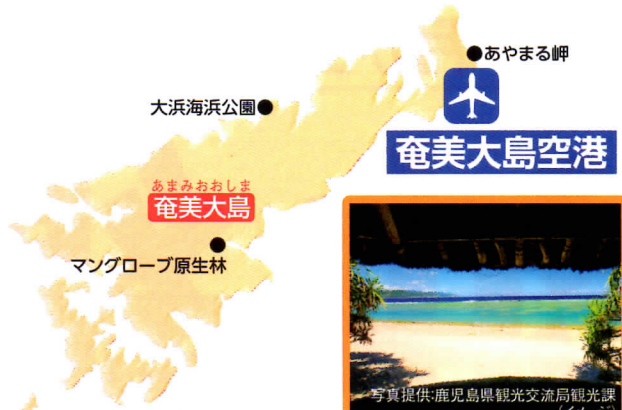 ●あやまる岬
大浜海浜公園●
奄美大島空港
あまみおおしま
奄美大島
マングローブ原生林
写真提供:鹿児島県観光交流局観光課